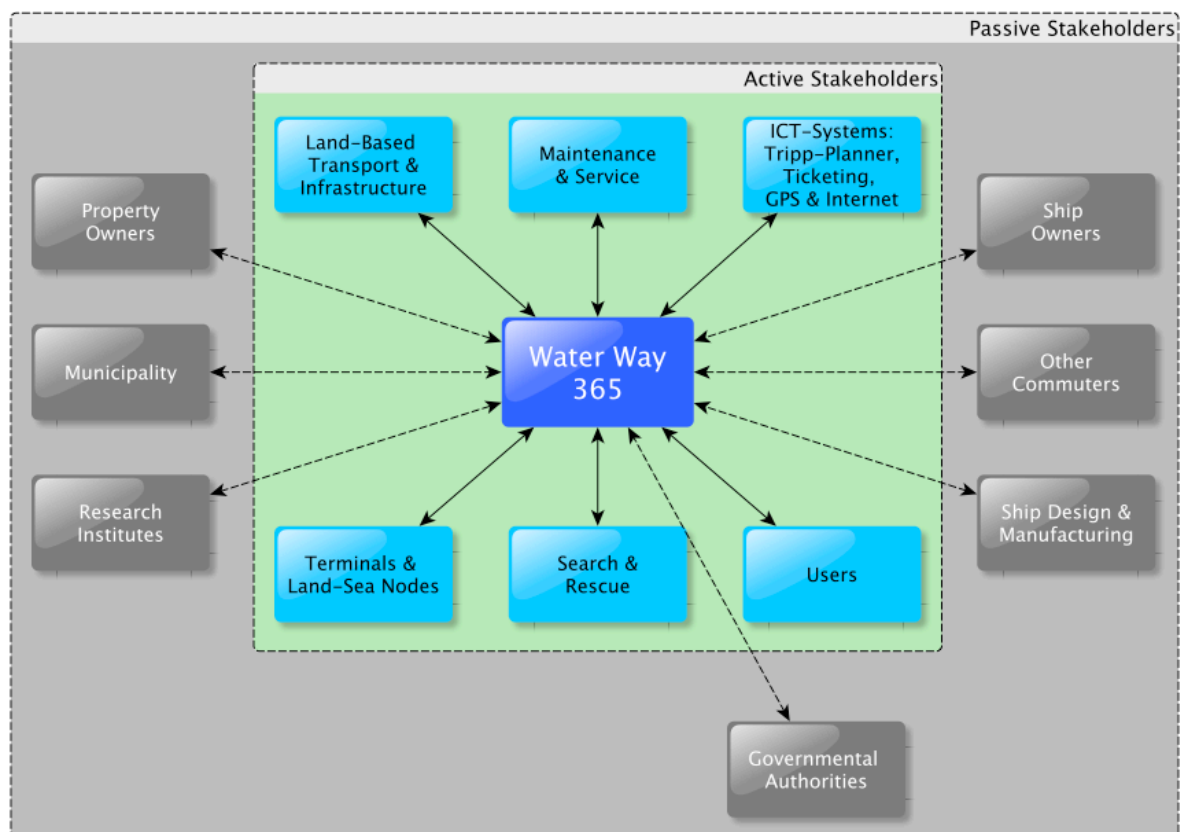 Passive Stakeholders
Active Stakeholders
Land-Based
Transport &
Infrastructure
Maintenance
& Service
ICT-Systems:
Tripp-Planner,
Ticketing,
GPS & Internet
Property
Owners
Ship
Owners
Water Way
365
Municipality
Other
Commuters
Research
Institutes
Ship Design &
Manufacturing
Terminals &
Land-Sea Nodes
Search &
Rescue
Users
Governmental
Authorities